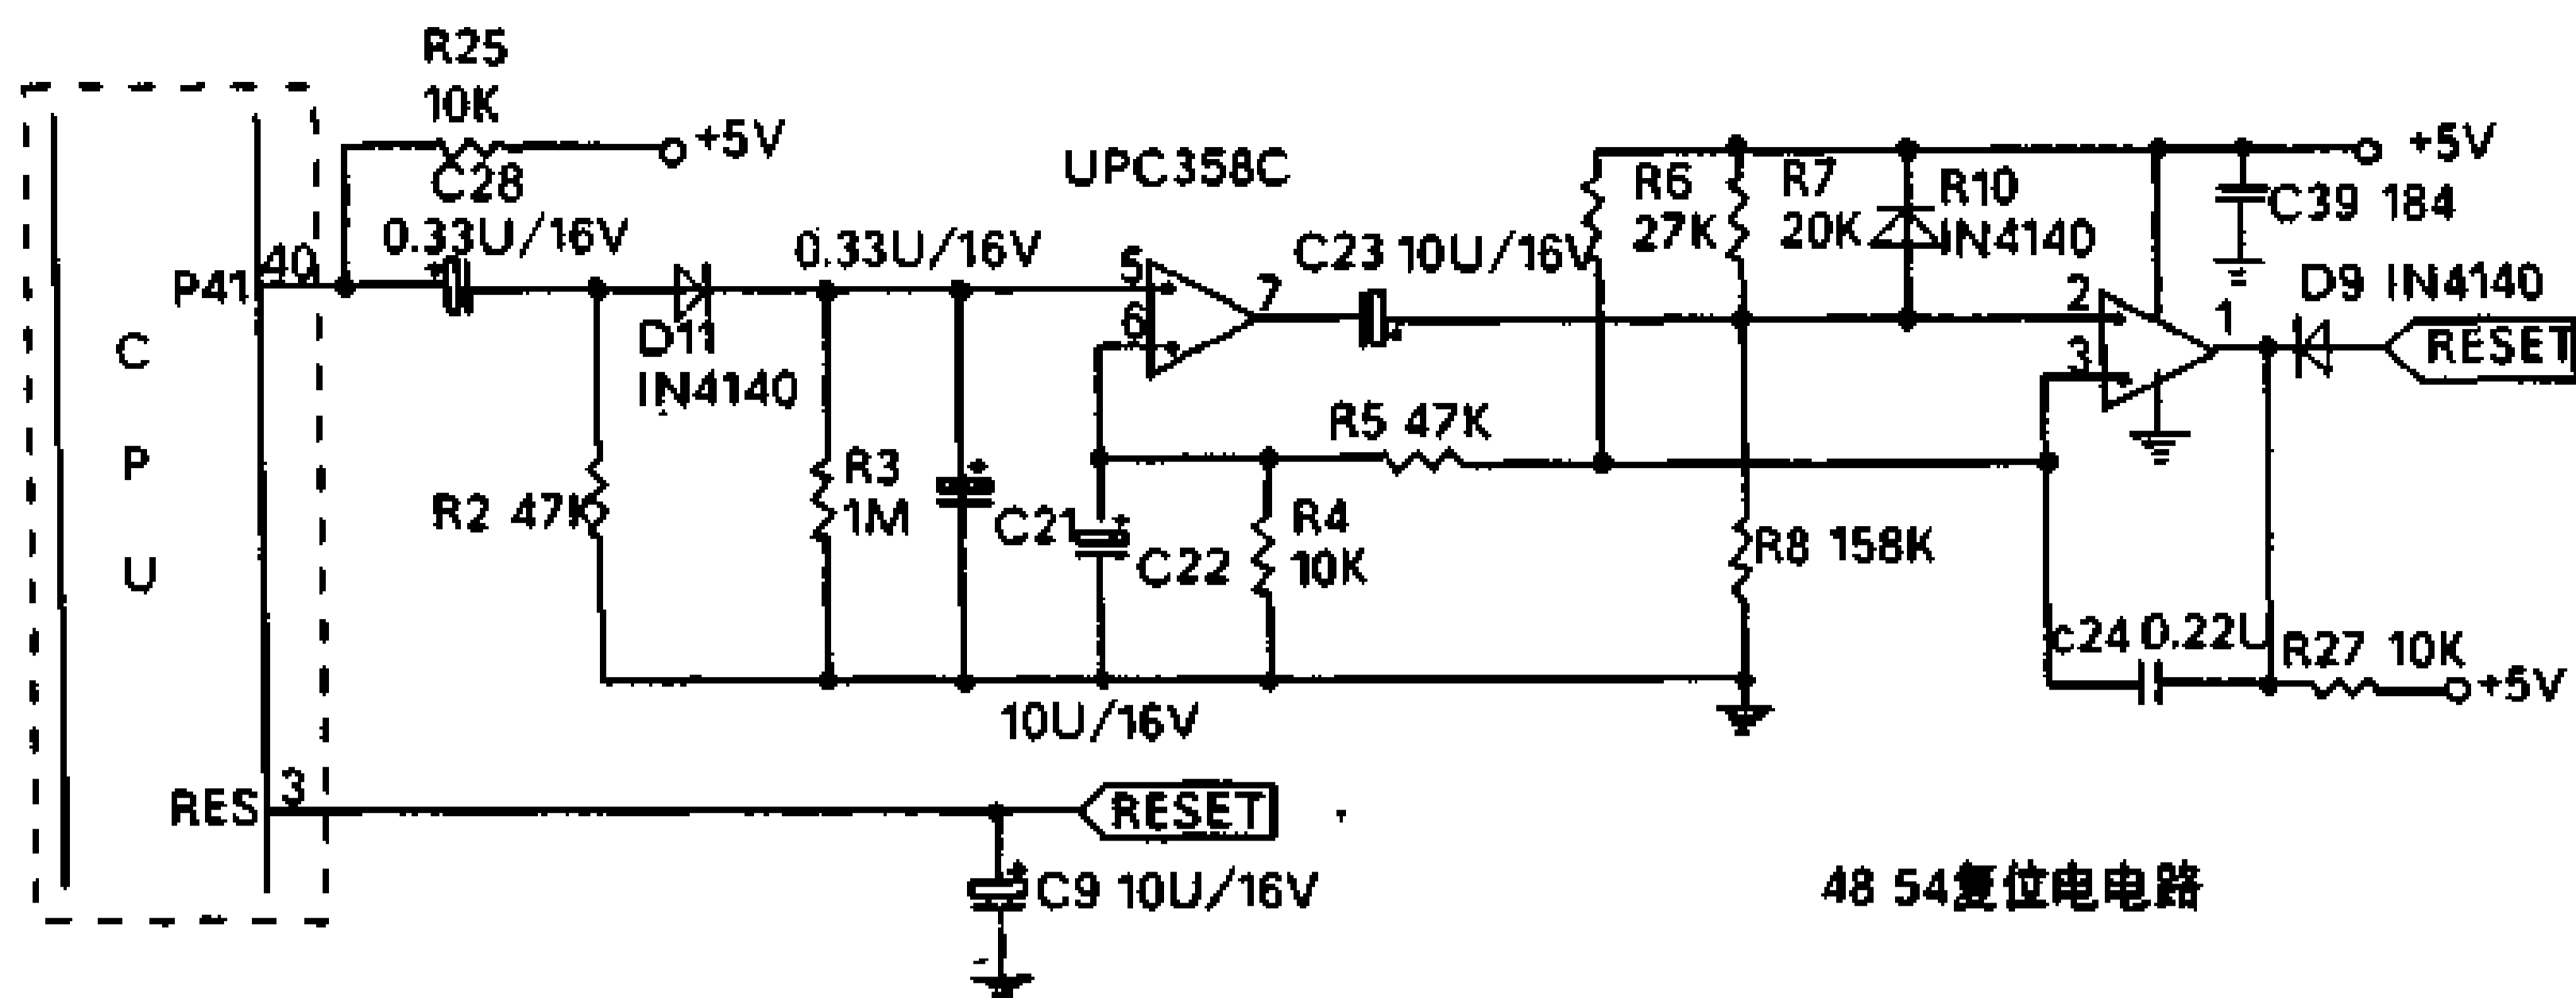 R25
10K
+5V
C28
0.33U/16V
40
P41
C
P
U
RES
3
D11
IN4140
0.33U/16V
UPC358C
5
6
7
R2 47K
R3
1M
C21
C22
R4
10K
10U/16V
C23 10U/16V
R5 47K
R6
27K
R7
20K
R10
IN4140
R8 158K
+5V
C39 184
2
3
1
D9 IN4140
RESET
c24 0.22U
R27 10K
+5V
RESET
C9 10U/16V
48 54复位电电路